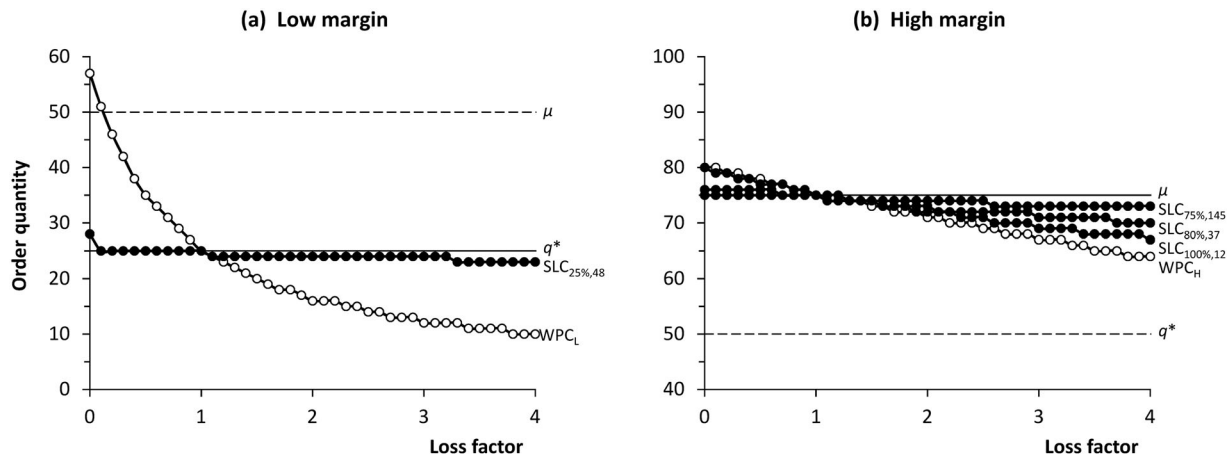 (a) Low margin
Order quantity
60
50
40
30
20
10
0
μ
q*
SLC25%,48
WPCL
0 1 2 3 4
Loss factor
(b) High margin
100
90
80
70
60
50
40
μ
SLC75%,145
SLC80%,37
SLC100%,12
WPCH
q*
0 1 2 3 4
Loss factor